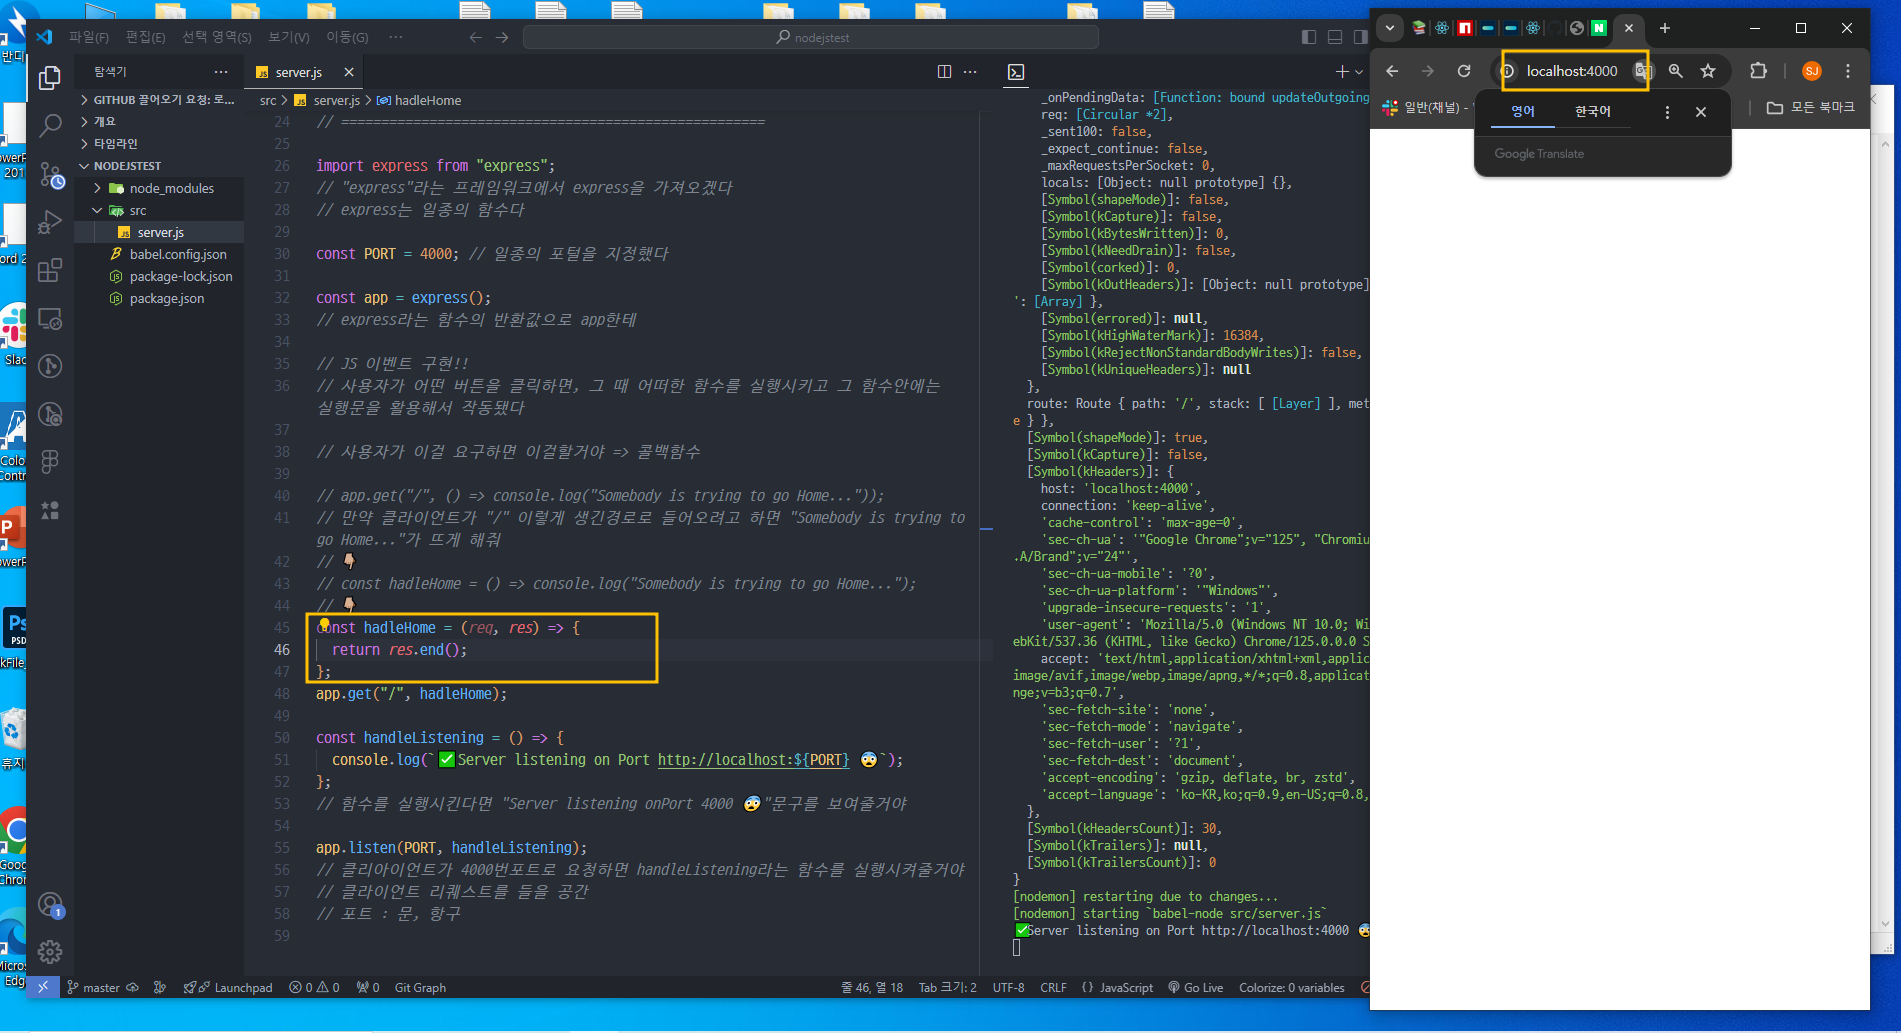 파일(F) 편집(E) 선택 영역(S) 보기(V) 이동(G) ···
nodejstest
탐색기 ···
GITHUB 끌어오기 요청: 로...
개요
타임라인
NODEJSTEST
node_modules
src
server.js
babel.config.json
package-lock.json
package.json
server.js
src > server.js > hadleHome
24 // =====================================================
25
26 import express from "express";
27 // "express"라는 프레임워크에서 express을 가져오겠다
28 // express는 일종의 함수다
29
30 const PORT = 4000; // 일종의 포털을 지정했다
31
32 const app = express();
33 // express라는 함수의 반환값으로 app한테
34
35 // JS 이벤트 구현!!
36 // 사용자가 어떤 버튼을 클릭하면, 그 때 어떠한 함수를 실행시키고 그 함수안에는
실행문을 활용해서 작동됐다
37
38 // 사용자가 이걸 요구하면 이걸할거야 => 콜백함수
39
40 // app.get("/", () => console.log("Somebody is trying to go Home..."));
41 // 만약 클라이언트가 "/" 이렇게 생긴경로로 들어오려고 하면 "Somebody is trying to
go Home..."가 뜨게 해줘
42 // 👇
43 // const hadleHome = () => console.log("Somebody is trying to go Home...");
44 // 👇
45 const hadleHome = (req, res) => {
46 return res.end();
47 };
48 app.get("/", hadleHome);
49
50 const handleListening = () => {
51 console.log(`✅Server listening on Port http://localhost:${PORT} 😨`);
52 };
53 // 함수를 실행시킨다면 "Server listening onPort 4000 😨"문구를 보여줄거야
54
55 app.listen(PORT, handleListening);
56 // 클리아이언트가 4000번포트로 요청하면 handleListening라는 함수를 실행시켜줄거야
57 // 클라이언트 리퀘스트를 들을 공간
58 // 포트 : 문, 항구
59
_onPendingData: [Function: bound updateOutgoing
req: [Circular *2],
_sent100: false,
_expect_continue: false,
_maxRequestsPerSocket: 0,
locals: [Object: null prototype] {},
[Symbol(shapeMode)]: false,
[Symbol(kCapture)]: false,
[Symbol(kBytesWritten)]: 0,
[Symbol(kNeedDrain)]: false,
[Symbol(corked)]: 0,
[Symbol(kOutHeaders)]: [Object: null prototype]
': [Array] },
[Symbol(errored)]: null,
[Symbol(kHighWaterMark)]: 16384,
[Symbol(kRejectNonStandardBodyWrites)]: false,
[Symbol(kUniqueHeaders)]: null
},
route: Route { path: '/', stack: [ [Layer] ], met
e } },
[Symbol(shapeMode)]: true,
[Symbol(kCapture)]: false,
[Symbol(kHeaders)]: {
host: 'localhost:4000',
connection: 'keep-alive',
'cache-control': 'max-age=0',
'sec-ch-ua': '"Google Chrome";v="125", "Chromiu
.A/Brand";v="24"',
'sec-ch-ua-mobile': '?0',
'sec-ch-ua-platform': '"Windows"',
'upgrade-insecure-requests': '1',
'user-agent': 'Mozilla/5.0 (Windows NT 10.0; Wi
ebKit/537.36 (KHTML, like Gecko) Chrome/125.0.0.0 S
accept: 'text/html,application/xhtml+xml,applic
image/avif,image/webp,image/apng,*/*;q=0.8,applicat
nge;v=b3;q=0.7',
'sec-fetch-site': 'none',
'sec-fetch-mode': 'navigate',
'sec-fetch-user': '?1',
'sec-fetch-dest': 'document',
'accept-encoding': 'gzip, deflate, br, zstd',
'accept-language': 'ko-KR,ko;q=0.9,en-US;q=0.8,
},
[Symbol(kHeadersCount)]: 30,
[Symbol(kTrailers)]: null,
[Symbol(kTrailersCount)]: 0
}
[nodemon] restarting due to changes...
[nodemon] starting `babel-node src/server.js`
✅Server listening on Port http://localhost:4000 😨
master
Launchpad
0 0
0
Git Graph
줄 46, 열 18
Tab 크기: 2
UTF-8
CRLF
{} JavaScript
Go Live
Colorize: 0 variables
localhost:4000
SJ
일반(채널) -
모든 북마크
영어 한국어
Google Translate